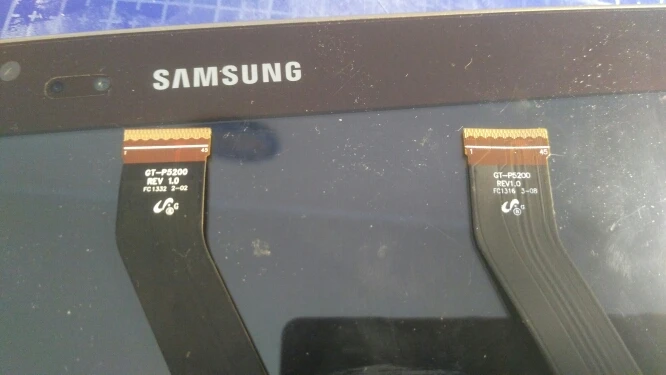 SAMSUNG
1 45
GT-P5200
REV 1.0
FC1332 2-02
G
1 45
GT-P5200
REV1.0
FC1316 3-08
G